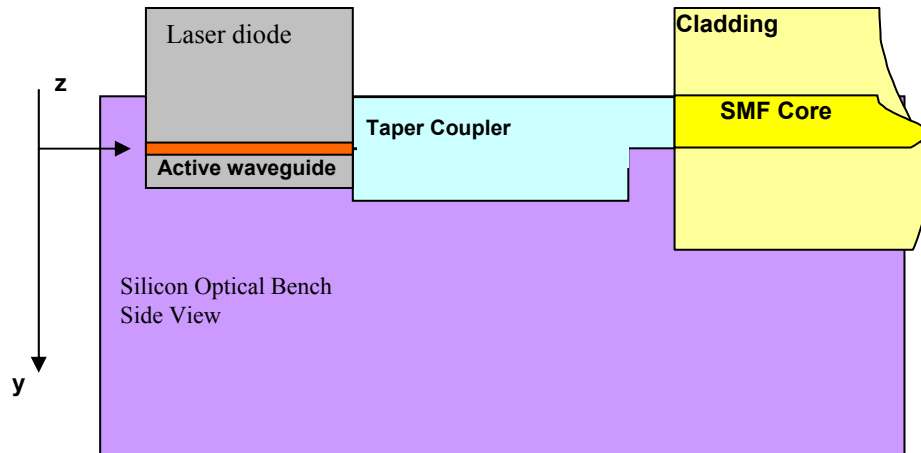 Laser diode
Cladding
z
SMF Core
Taper Coupler
Active waveguide
Silicon Optical Bench
Side View
y